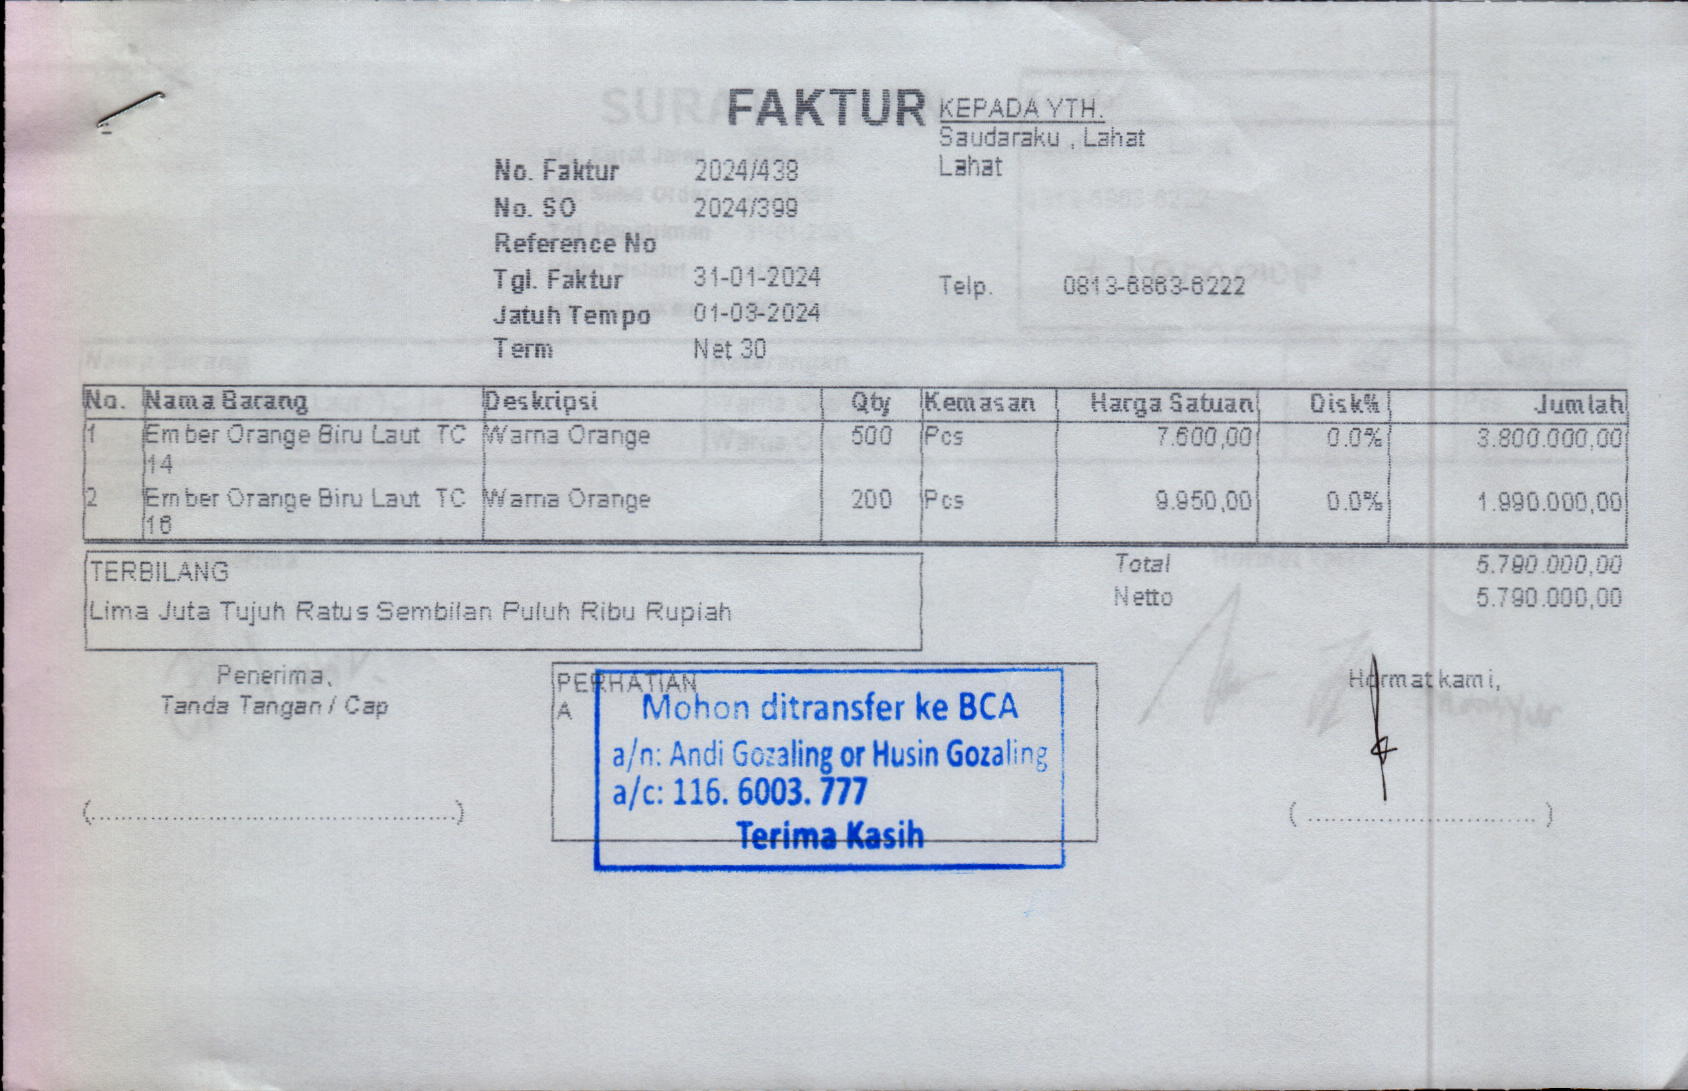 FAKTUR
KEPADA YTH.
Saudaraku , Lahat
Lahat
No. Faktur 2024/438
No. SO 2024/399
Reference No
Tgl. Faktur 31-01-2024
Telp. 0813-6863-6222
Jatuh Tempo 01-03-2024
Term Net 30
No. Nama Barang Deskripsi Qty Kemasan Harga Satuan Disk% Jumlah
1 Ember Orange Biru Laut TC Warna Orange 500 Pcs 7.600,00 0.0% 3.800.000,00
14
2 Ember Orange Biru Laut TC Warna Orange 200 Pcs 9.950,00 0.0% 1.990.000,00
16
TERBILANG
Lima Juta Tujuh Ratus Sembilan Puluh Ribu Rupiah
Total 5.790.000,00
Netto 5.790.000,00
Penerima,
Tanda Tangan / Cap
PERHATIAN
A
Mohon ditransfer ke BCA
a/n: Andi Gozaling or Husin Gozaling
a/c: 116. 6003. 777
Terima Kasih
Hormat kami,
(..................................................)
( ................................ )